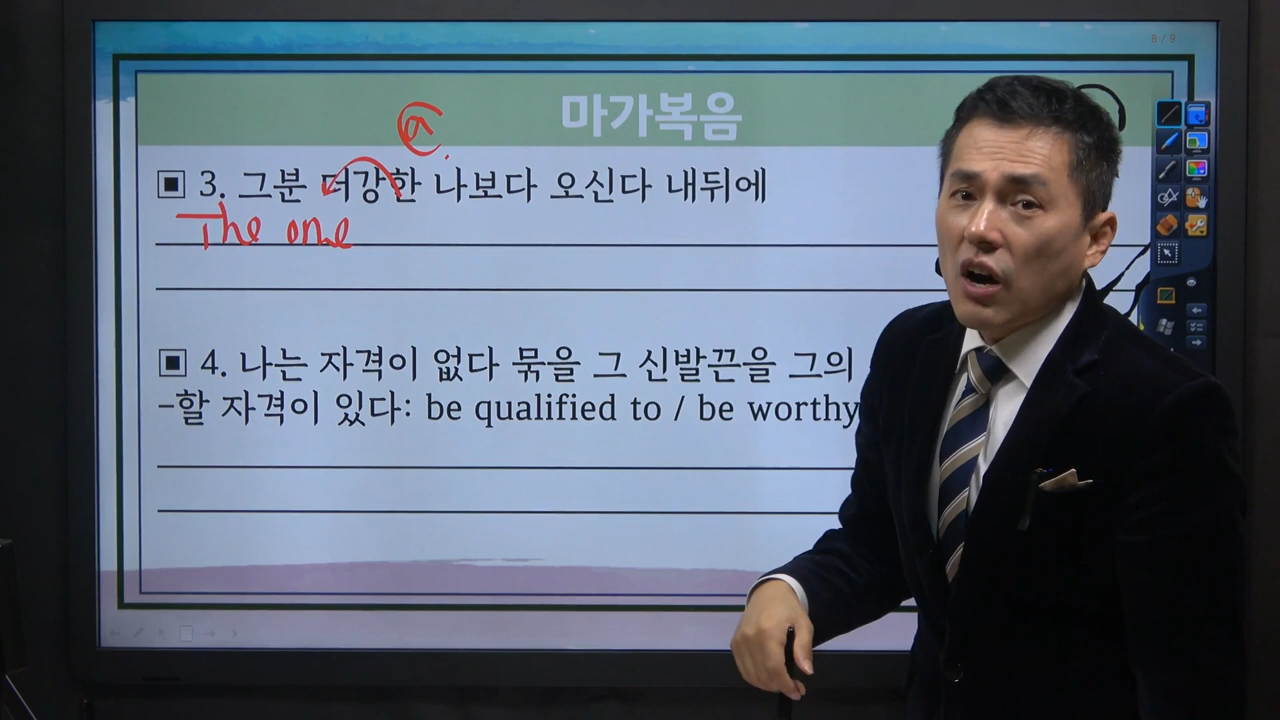 8 / 9
마가복음
a
▣ 3. 그분 더강한 나보다 오신다 내뒤에
The one
▣ 4. 나는 자격이 없다 묶을 그 신발끈을 그의
-할 자격이 있다: be qualified to / be worthy